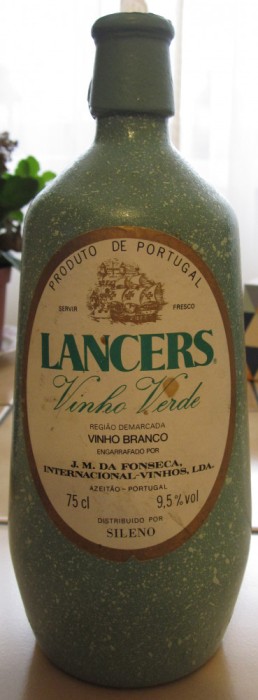 PRODUTO DE PORTUGAL
SERVIR FRESCO
LANCERS
Vinho Verde
REGIÃO DEMARCADA
VINHO BRANCO
ENGARRAFADO POR
J. M. DA FONSECA,
INTERNACIONAL-VINHOS, LDA.
AZEITÃO - PORTUGAL
75 cl 9,5% vol
DISTRIBUIDO POR
SILENO